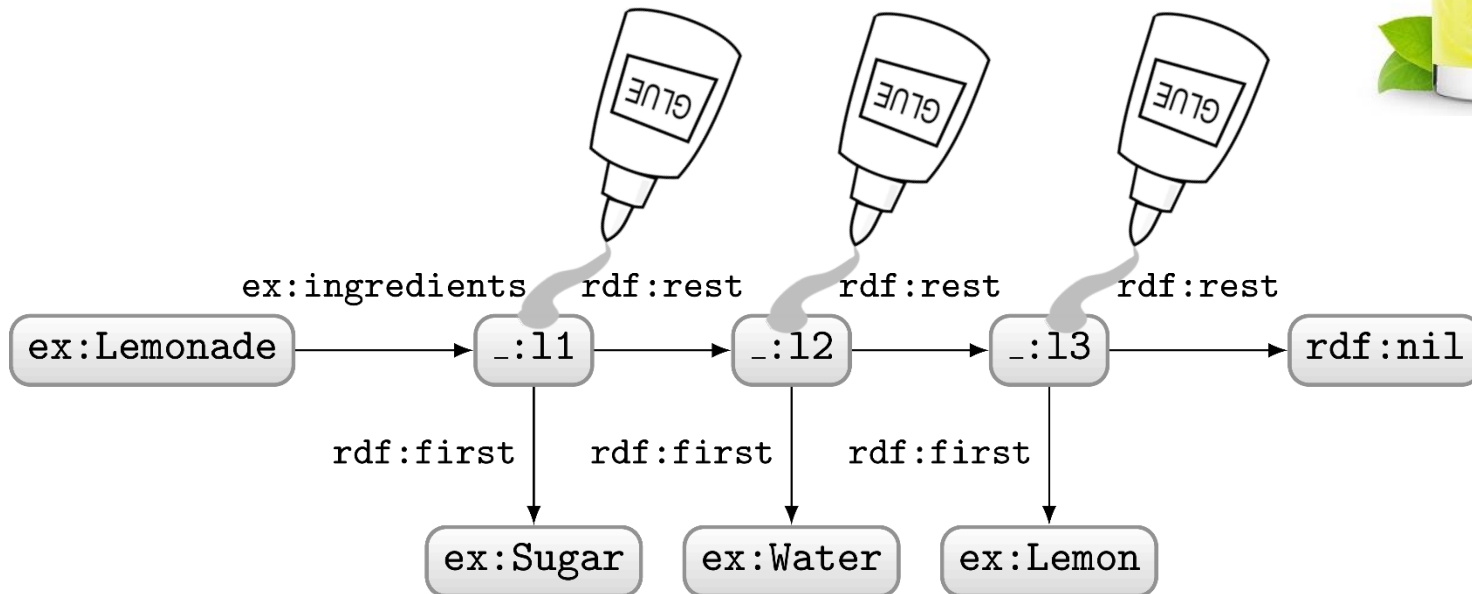 GLUE GLUE GLUE
ex:ingredients rdf:rest rdf:rest rdf:rest
ex:Lemonade _:l1 _:l2 _:l3 rdf:nil
rdf:first rdf:first rdf:first
ex:Sugar ex:Water ex:Lemon